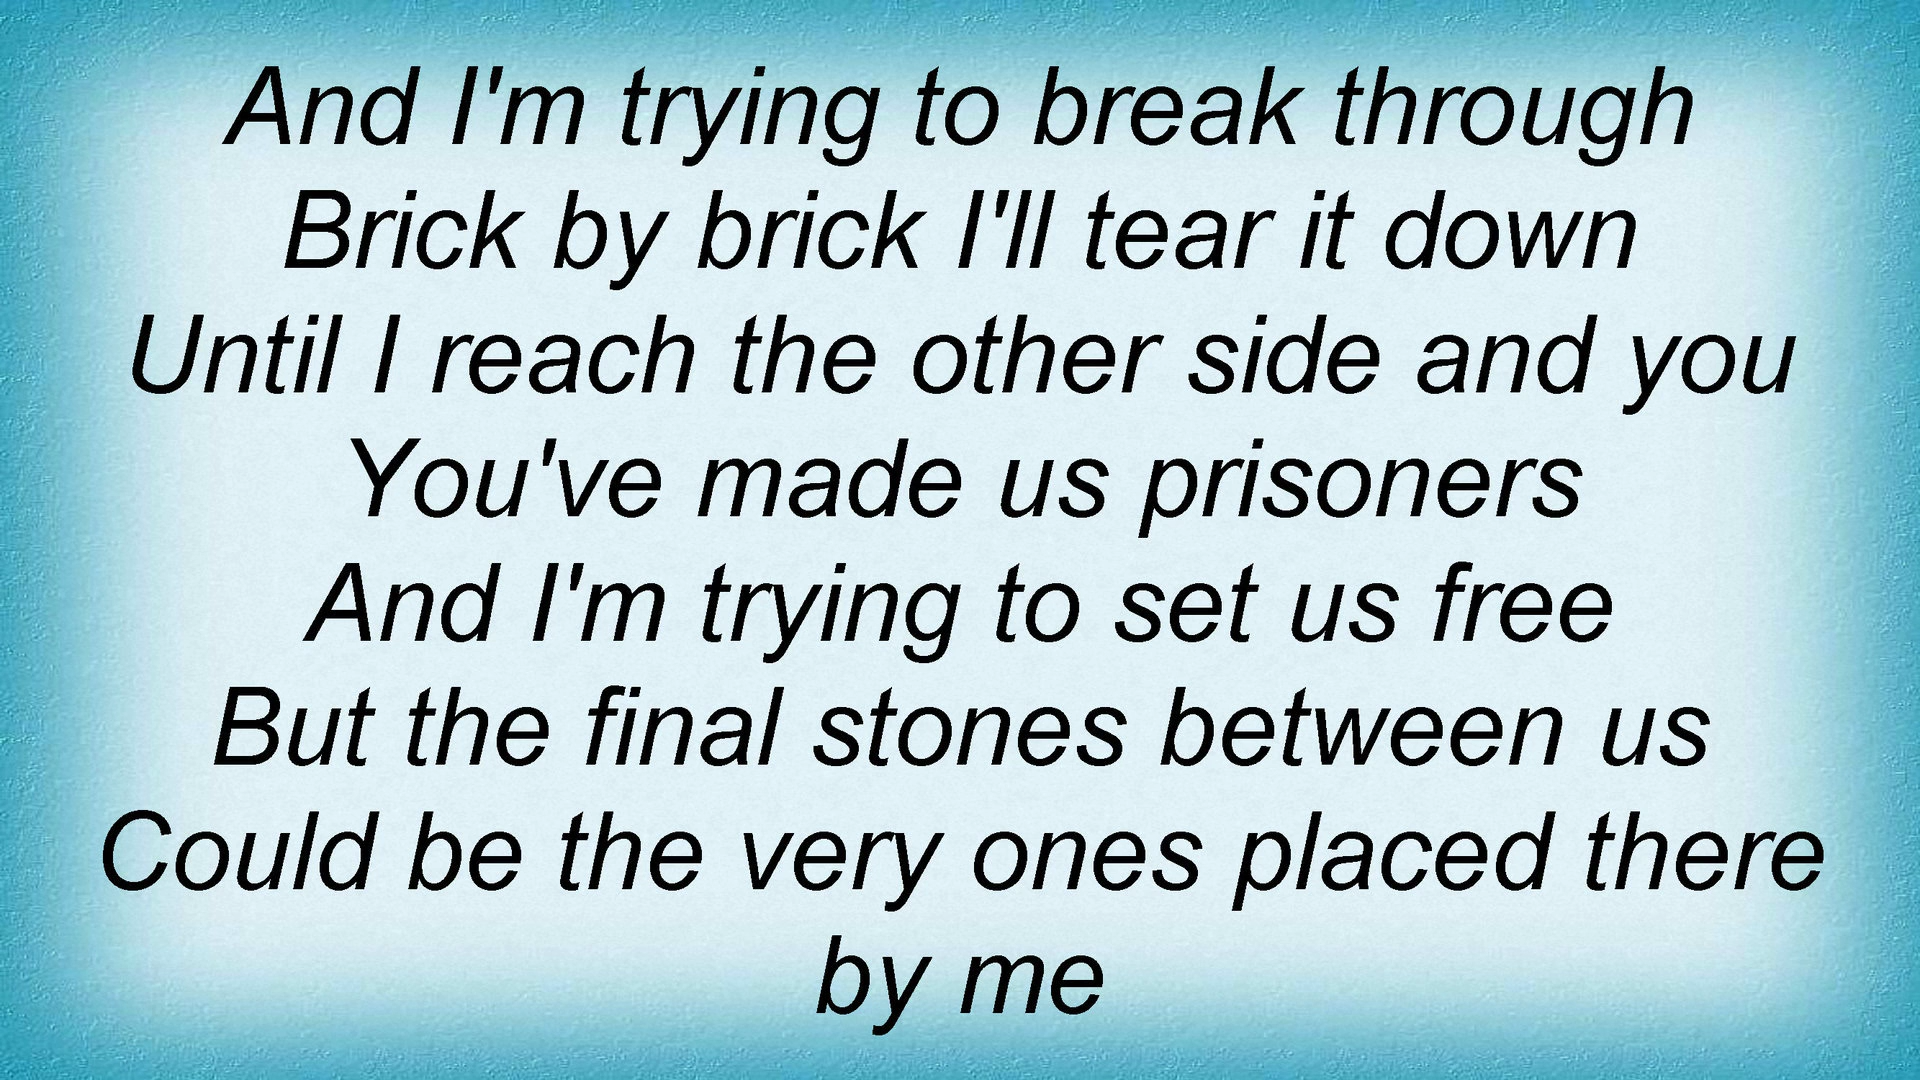 And I'm trying to break through
Brick by brick I'll tear it down
Until I reach the other side and you
You've made us prisoners
And I'm trying to set us free
But the final stones between us
Could be the very ones placed there
by me